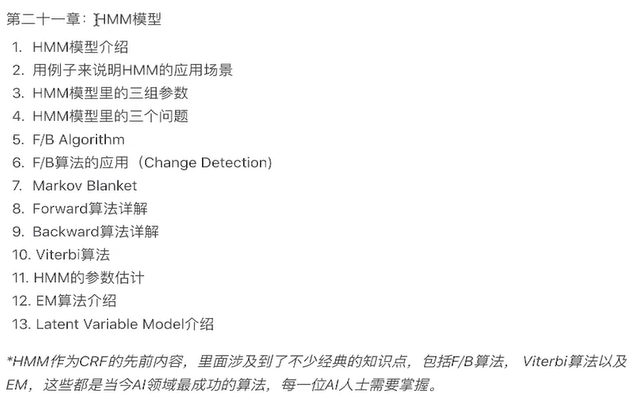 第二十一章：HMM模型
1. HMM模型介绍
2. 用例子来说明HMM的应用场景
3. HMM模型里的三组参数
4. HMM模型里的三个问题
5. F/B Algorithm
6. F/B算法的应用（Change Detection)
7. Markov Blanket
8. Forward算法详解
9. Backward算法详解
10. Viterbi算法
11. HMM的参数估计
12. EM算法介绍
13. Latent Variable Model介绍
*HMM作为CRF的先前内容，里面涉及到了不少经典的知识点，包括F/B算法， Viterbi算法以及
EM，这些都是当今AI领域最成功的算法，每一位AI人士需要掌握。